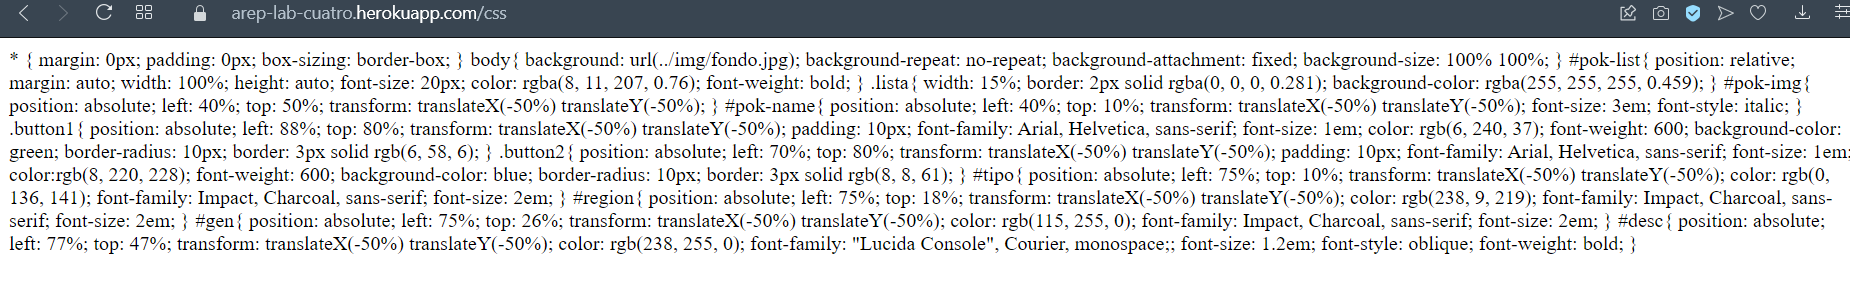 arep-lab-cuatro.herokuapp.com/css
* { margin: 0px; padding: 0px; box-sizing: border-box; } body{ background: url(../img/fondo.jpg); background-repeat: no-repeat; background-attachment: fixed; background-size: 100% 100%; } #pok-list{ position: relative;
margin: auto; width: 100%; height: auto; font-size: 20px; color: rgba(8, 11, 207, 0.76); font-weight: bold; } .lista{ width: 15%; border: 2px solid rgba(0, 0, 0, 0.281); background-color: rgba(255, 255, 255, 0.459); } #pok-img{
position: absolute; left: 40%; top: 50%; transform: translateX(-50%) translateY(-50%); } #pok-name{ position: absolute; left: 40%; top: 10%; transform: translateX(-50%) translateY(-50%); font-size: 3em; font-style: italic; }
.button1{ position: absolute; left: 88%; top: 80%; transform: translateX(-50%) translateY(-50%); padding: 10px; font-family: Arial, Helvetica, sans-serif; font-size: 1em; color: rgb(6, 240, 37); font-weight: 600; background-color:
green; border-radius: 10px; border: 3px solid rgb(6, 58, 6); } .button2{ position: absolute; left: 70%; top: 80%; transform: translateX(-50%) translateY(-50%); padding: 10px; font-family: Arial, Helvetica, sans-serif; font-size: 1em;
color:rgb(8, 220, 228); font-weight: 600; background-color: blue; border-radius: 10px; border: 3px solid rgb(8, 8, 61); } #tipo{ position: absolute; left: 75%; top: 10%; transform: translateX(-50%) translateY(-50%); color: rgb(0,
136, 141); font-family: Impact, Charcoal, sans-serif; font-size: 2em; } #region{ position: absolute; left: 75%; top: 18%; transform: translateX(-50%) translateY(-50%); color: rgb(238, 9, 219); font-family: Impact, Charcoal, sans-
serif; font-size: 2em; } #gen{ position: absolute; left: 75%; top: 26%; transform: translateX(-50%) translateY(-50%); color: rgb(115, 255, 0); font-family: Impact, Charcoal, sans-serif; font-size: 2em; } #desc{ position: absolute;
left: 77%; top: 47%; transform: translateX(-50%) translateY(-50%); color: rgb(238, 255, 0); font-family: "Lucida Console", Courier, monospace;; font-size: 1.2em; font-style: oblique; font-weight: bold; }